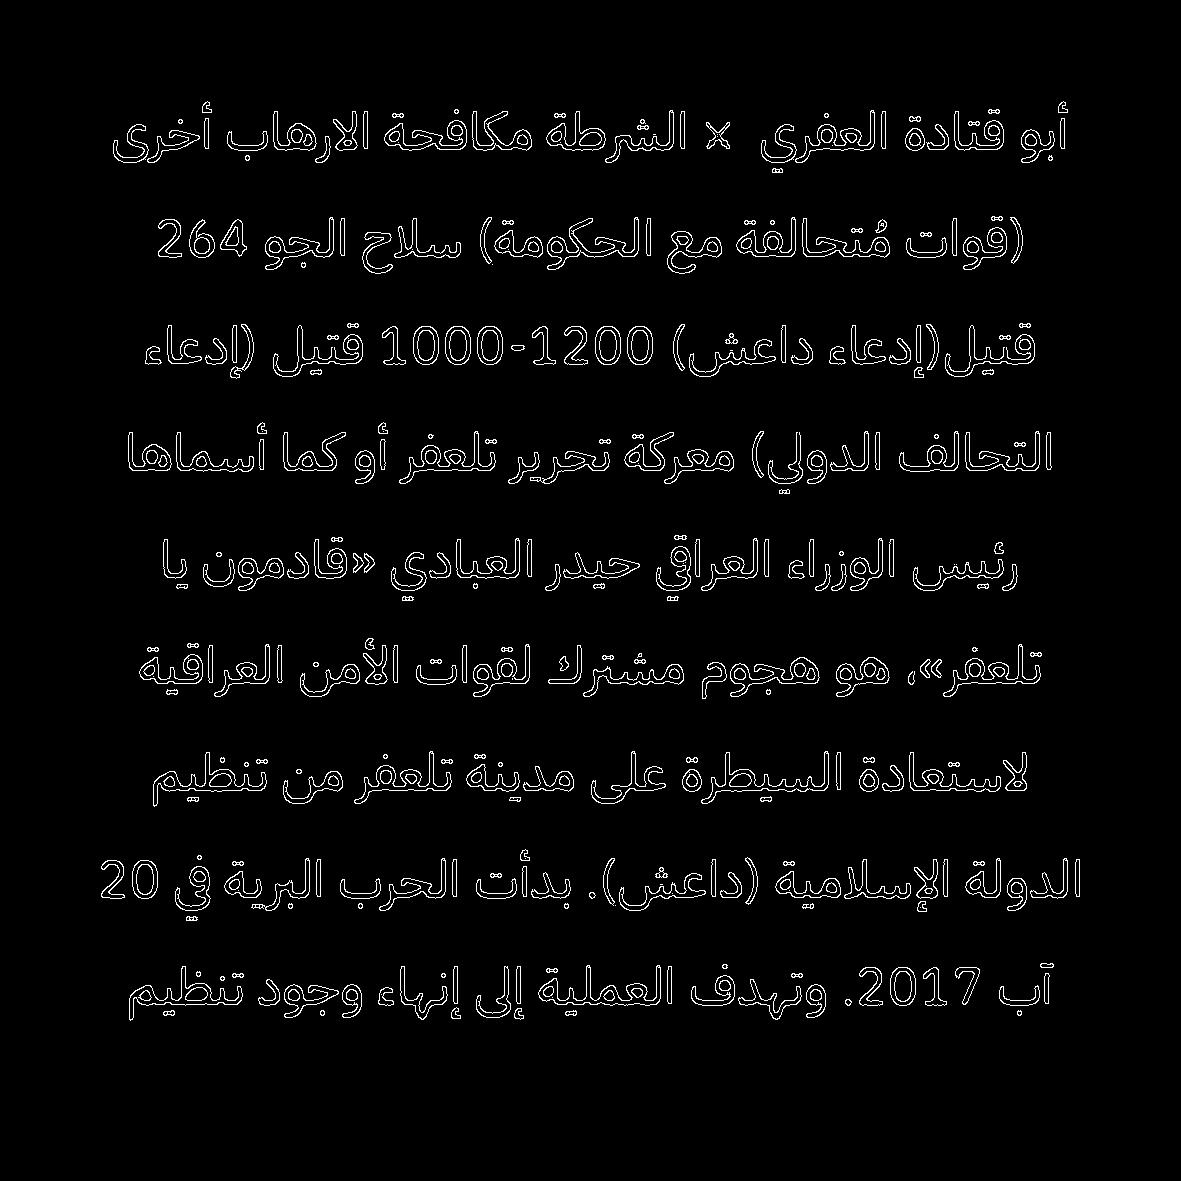 أبو قتادة العفري × الشرطة مكافحة الارهاب أخرى
(قوات مُتحالفة مع الحكومة) سلاح الجو 264
قتيل(إدعاء داعش) 1200-1000 قتيل (إدعاء
التحالف الدولي) معركة تحرير تلعفر أو كما أسماها
رئيس الوزراء العراقي حيدر العبادي «قادمون يا
تلعفر»، هو هجوم مشترك لقوات الأمن العراقية
لاستعادة السيطرة على مدينة تلعفر من تنظيم
الدولة الإسلامية (داعش). بدأت الحرب البرية في 20
آب 2017. وتهدف العملية إلى إنهاء وجود تنظيم